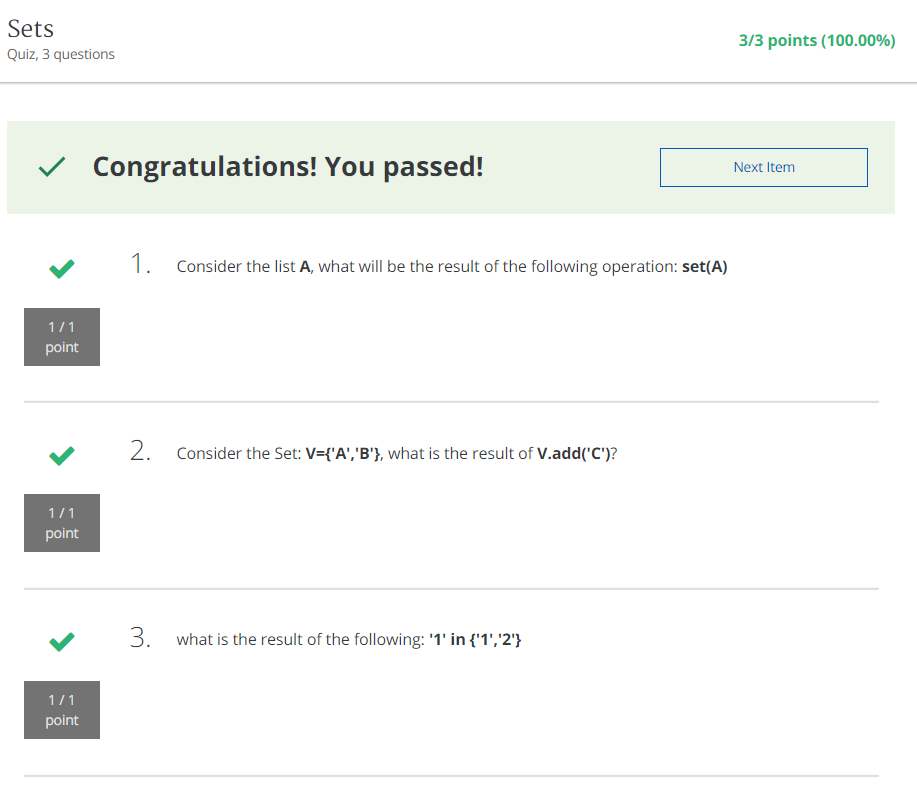 Sets
Quiz, 3 questions
3/3 points (100.00%)
Congratulations! You passed!
Next Item
1.
Consider the list A, what will be the result of the following operation: set(A)
1 / 1
point
2.
Consider the Set: V={'A','B'}, what is the result of V.add('C')?
1 / 1
point
3.
what is the result of the following: '1' in {'1','2'}
1 / 1
point